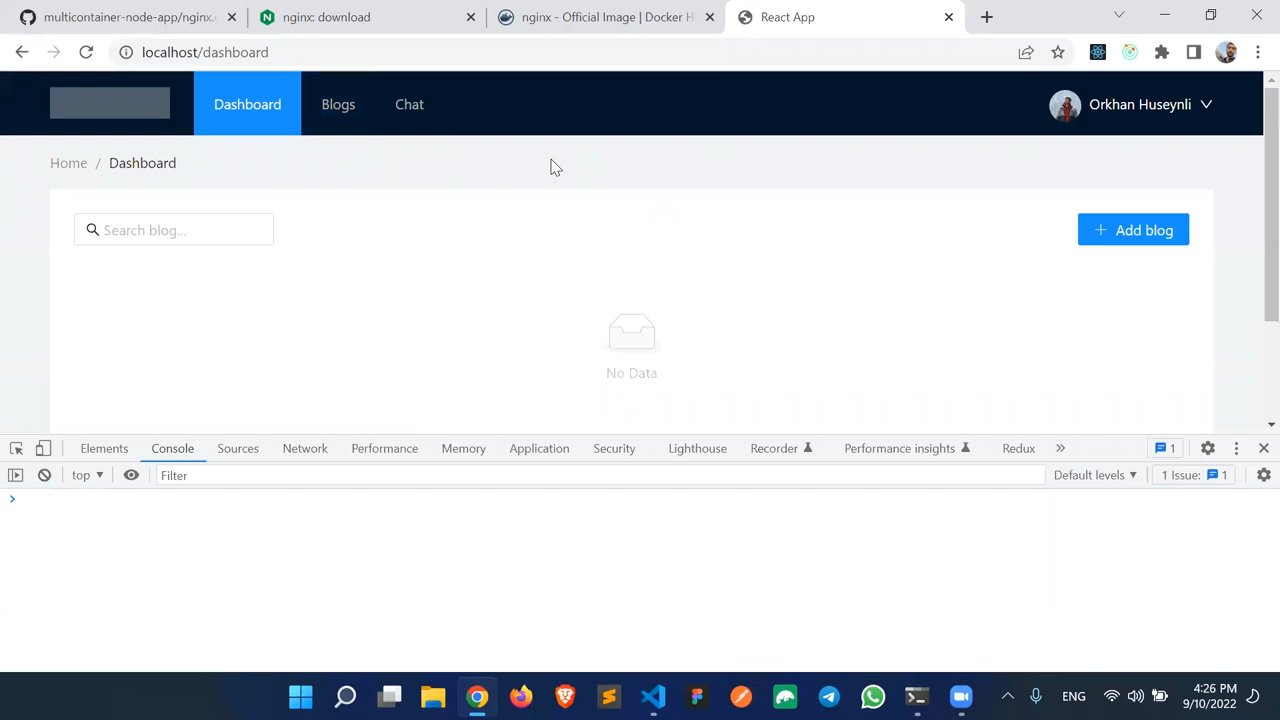 multicontainer-node-app/nginx.
nginx: download
nginx - Official Image | Docker H
React App
localhost/dashboard
Dashboard
Blogs
Chat
Orkhan Huseynli
Home / Dashboard
Search blog...
+ Add blog
No Data
Elements
Console
Sources
Network
Performance
Memory
Application
Security
Lighthouse
Recorder
Performance insights
Redux
1
top
Filter
Default levels
1 Issue:
1
ENG
4:26 PM
9/10/2022